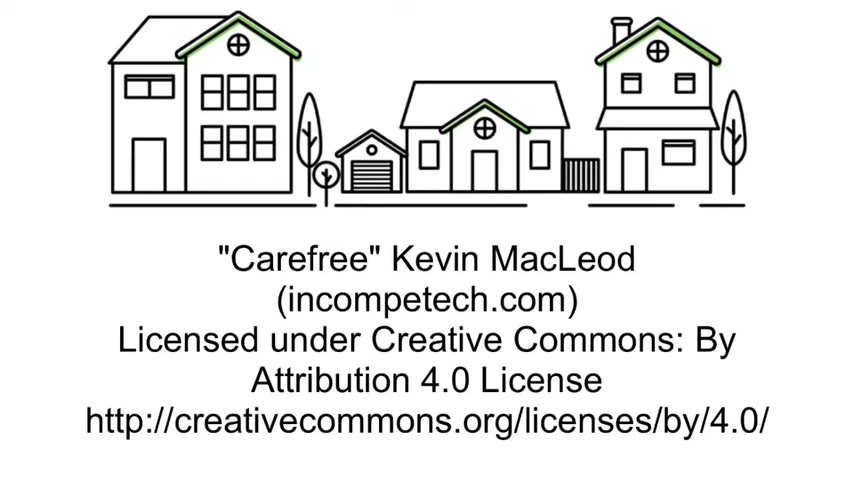 "Carefree" Kevin MacLeod
(incompetech.com)
Licensed under Creative Commons: By
Attribution 4.0 License
http://creativecommons.org/licenses/by/4.0/